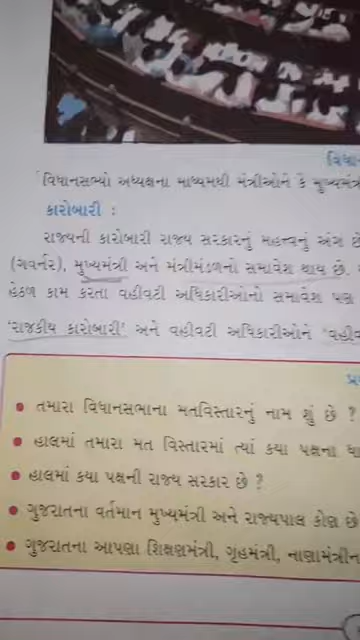 વિધાન
વિધાનસભ્યો અધ્યક્ષના માધ્યમથી મંત્રીઓને કે મુખ્યમંત્ર
કારોબારી :
રાજ્યની કારોબારી રાજ્ય સરકારનું મહત્ત્વનું અંગ છે
(ગવર્નર), મુખ્યમંત્રી અને મંત્રીમંડળનો સમાવેશ થાય છે.
હેઠળ કામ કરતા વહીવટી અધિકારીઓનો સમાવેશ પણ
'રાજકીય કારોબારી' અને વહીવટી અધિકારીઓને 'વહીવ
પ્ર
• તમારા વિધાનસભાના મતવિસ્તારનું નામ શું છે ?
• હાલમાં તમારા મત વિસ્તારમાં ત્યાં કયા પક્ષના ધા
• હાલમાં કયા પક્ષની રાજ્ય સરકાર છે ?
• ગુજરાતના વર્તમાન મુખ્યમંત્રી અને રાજ્યપાલ કોણ છે
• ગુજરાતના આપણા શિક્ષણમંત્રી, ગૃહમંત્રી, નાણામંત્રીન